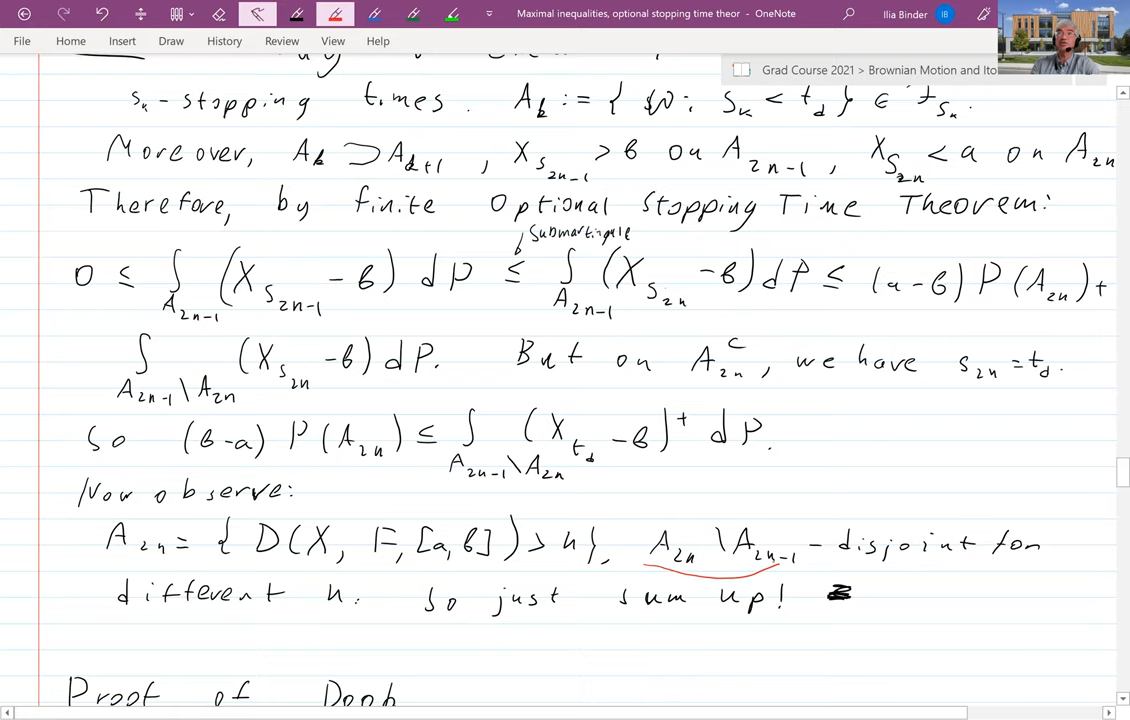 Maximal inequalities, optional stopping time theor - OneNote
Ilia Binder
IB
File Home Insert Draw History Review View Help
Grad Course 2021 > Brownian Motion and Ito
s_k - stopping times. A_k := { ω: s_k < t_d } ∈ F_{s_k}.
Moreover, A_k ⊃ A_{k+1}, X_{s_{2n-1}} > b on A_{2n-1}, X_{s_{2n}} < a on A_{2n}
Therefore, by finite Optional Stopping Time Theorem:
submartingale
0 ≤ ∫_{A_{2n-1}} (X_{s_{2n-1}} - b) dP ≤ ∫_{A_{2n-1}} (X_{s_{2n}} - b) dP ≤ (a-b) P(A_{2n}) +
∫_{A_{2n-1} \ A_{2n}} (X_{s_{2n}} - b) dP. But on A_{2n}^c, we have s_{2n} = t_d.
So (b-a) P(A_{2n}) ≤ ∫_{A_{2n-1} \ A_{2n}} (X_{t_d} - b)^+ dP.
Now observe:
A_{2n} = { D(X, F, [a, b]) > n }. A_{2n} \ A_{2n-1} - disjoint for
different n. So just sum up!
Proof of Doob